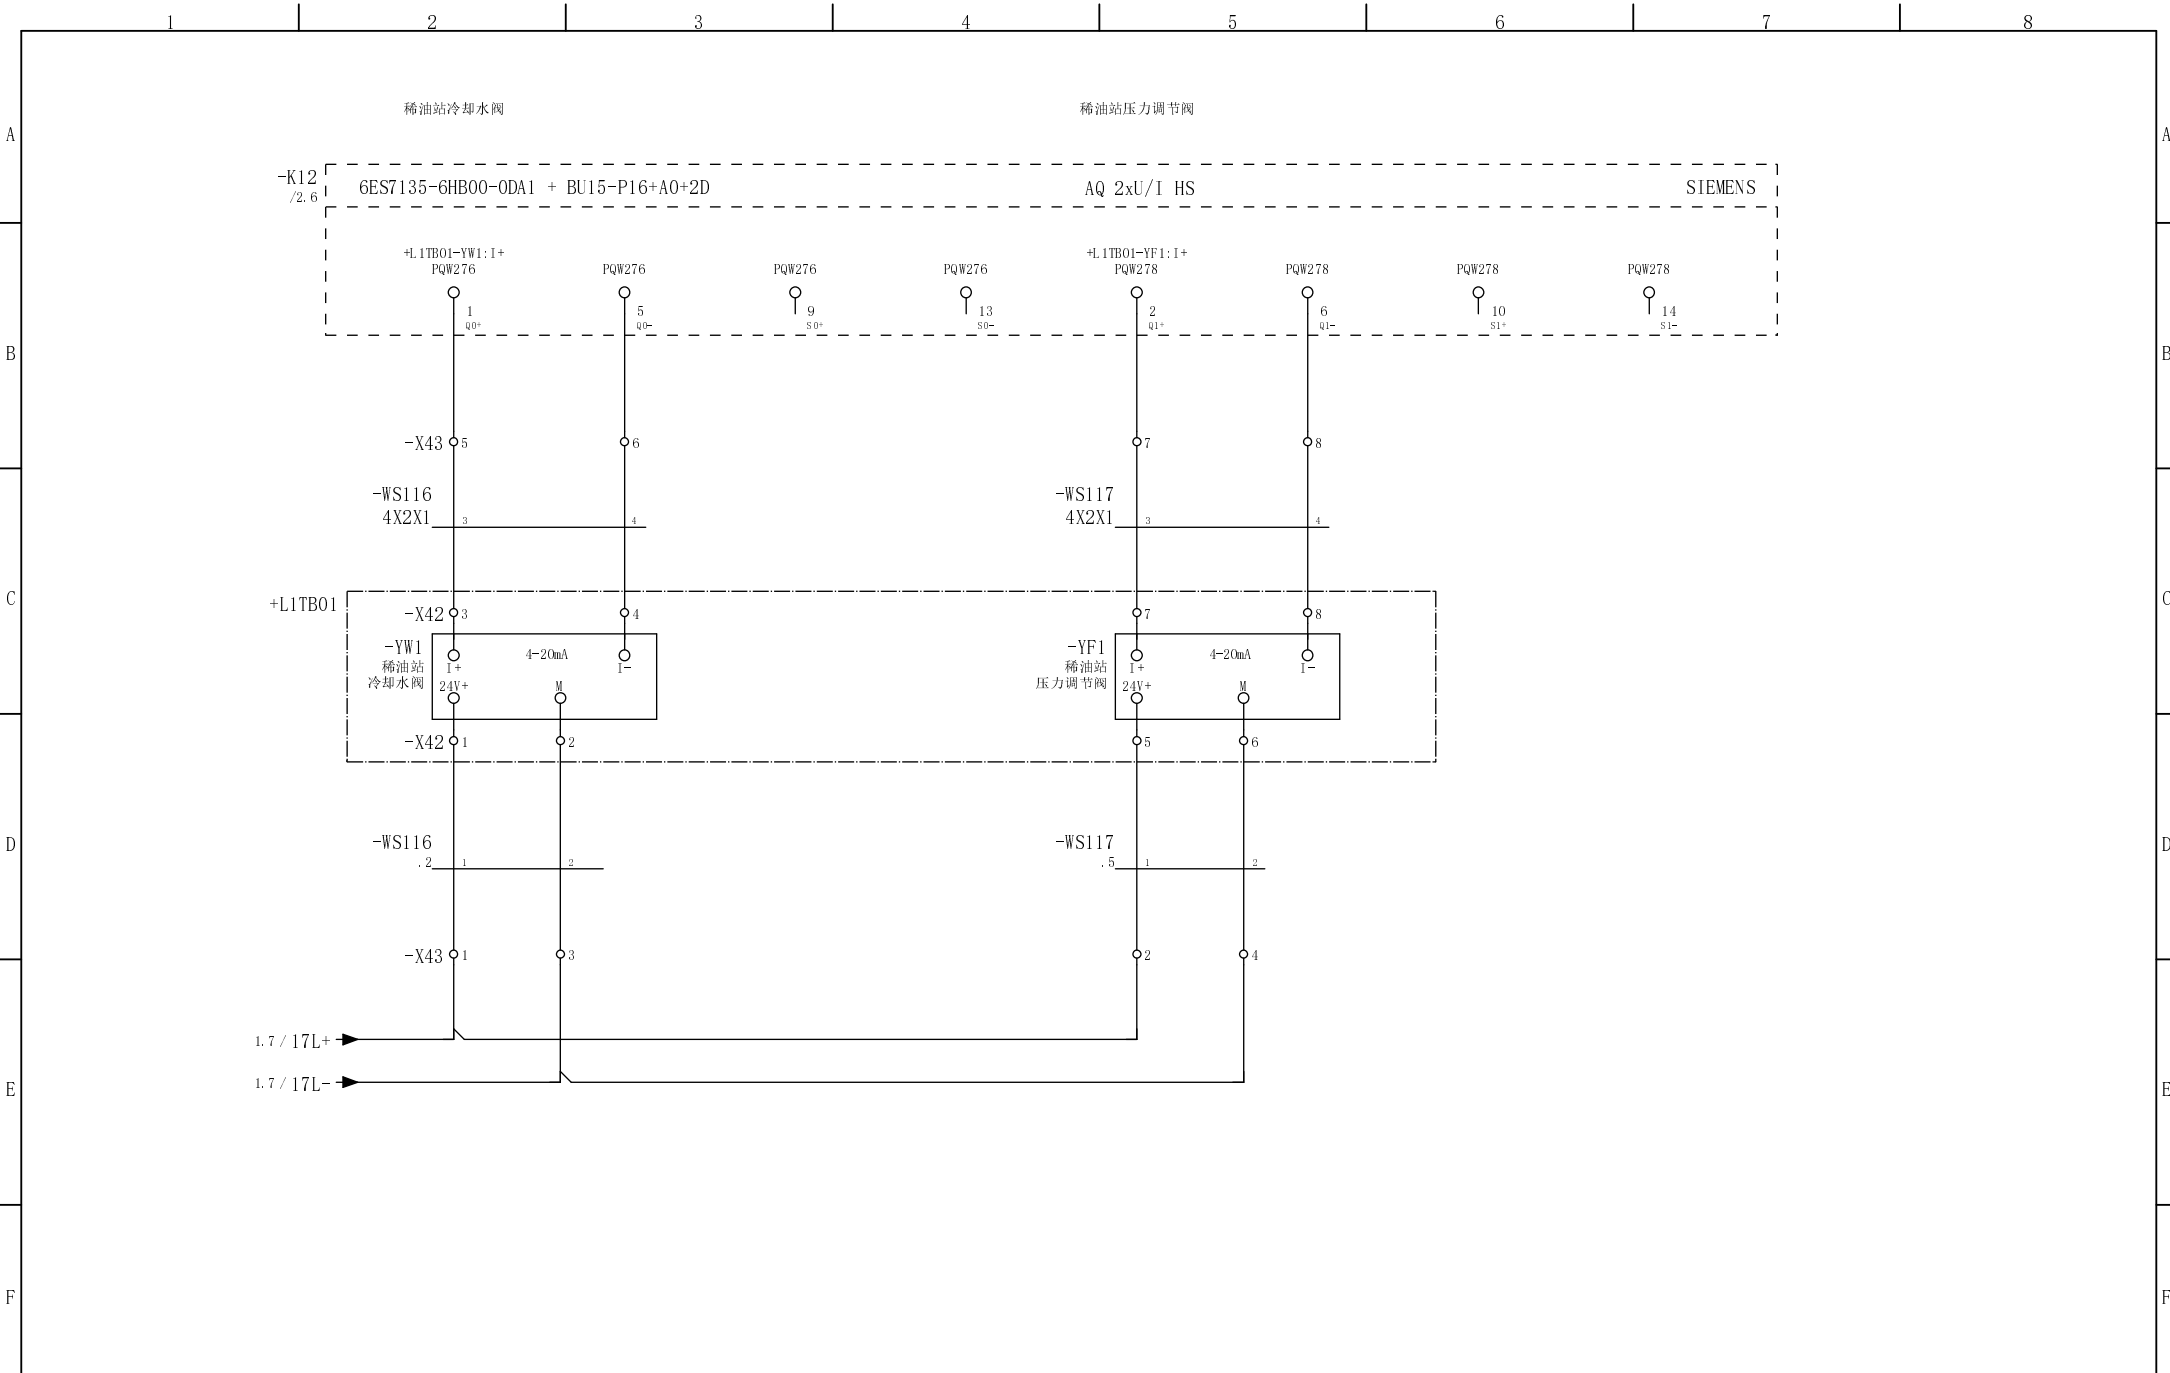 1 2 3 4 5 6 7 8
稀油站冷却水阀 稀油站压力调节阀
A A
-K12 6ES7135-6HB00-0DA1 + BU15-P16+A0+2D AQ 2xU/I HS SIEMENS
/2.6
+L1TB01-YW1:I+ +L1TB01-YF1:I+
PQW276 PQW276 PQW276 PQW276 PQW278 PQW278 PQW278 PQW278
1 5 9 13 2 6 10 14
Q0+ Q0- S0+ S0- Q1+ Q1- S1+ S1-
B B
-X43 5 6 7 8
-WS116 -WS117
4X2X1 3 4 4X2X1 3 4
C C
+L1TB01 -X42 3 4 7 8
-YW1 4-20mA -YF1 4-20mA
稀油站 I+ I- 稀油站 I+ I-
冷却水阀 24V+ M 压力调节阀 24V+ M
-X42 1 2 5 6
D -WS116 -WS117 D
.2 1 2 .5 1 2
-X43 1 3 2 4
1.7 / 17L+
1.7 / 17L-
E E
F F